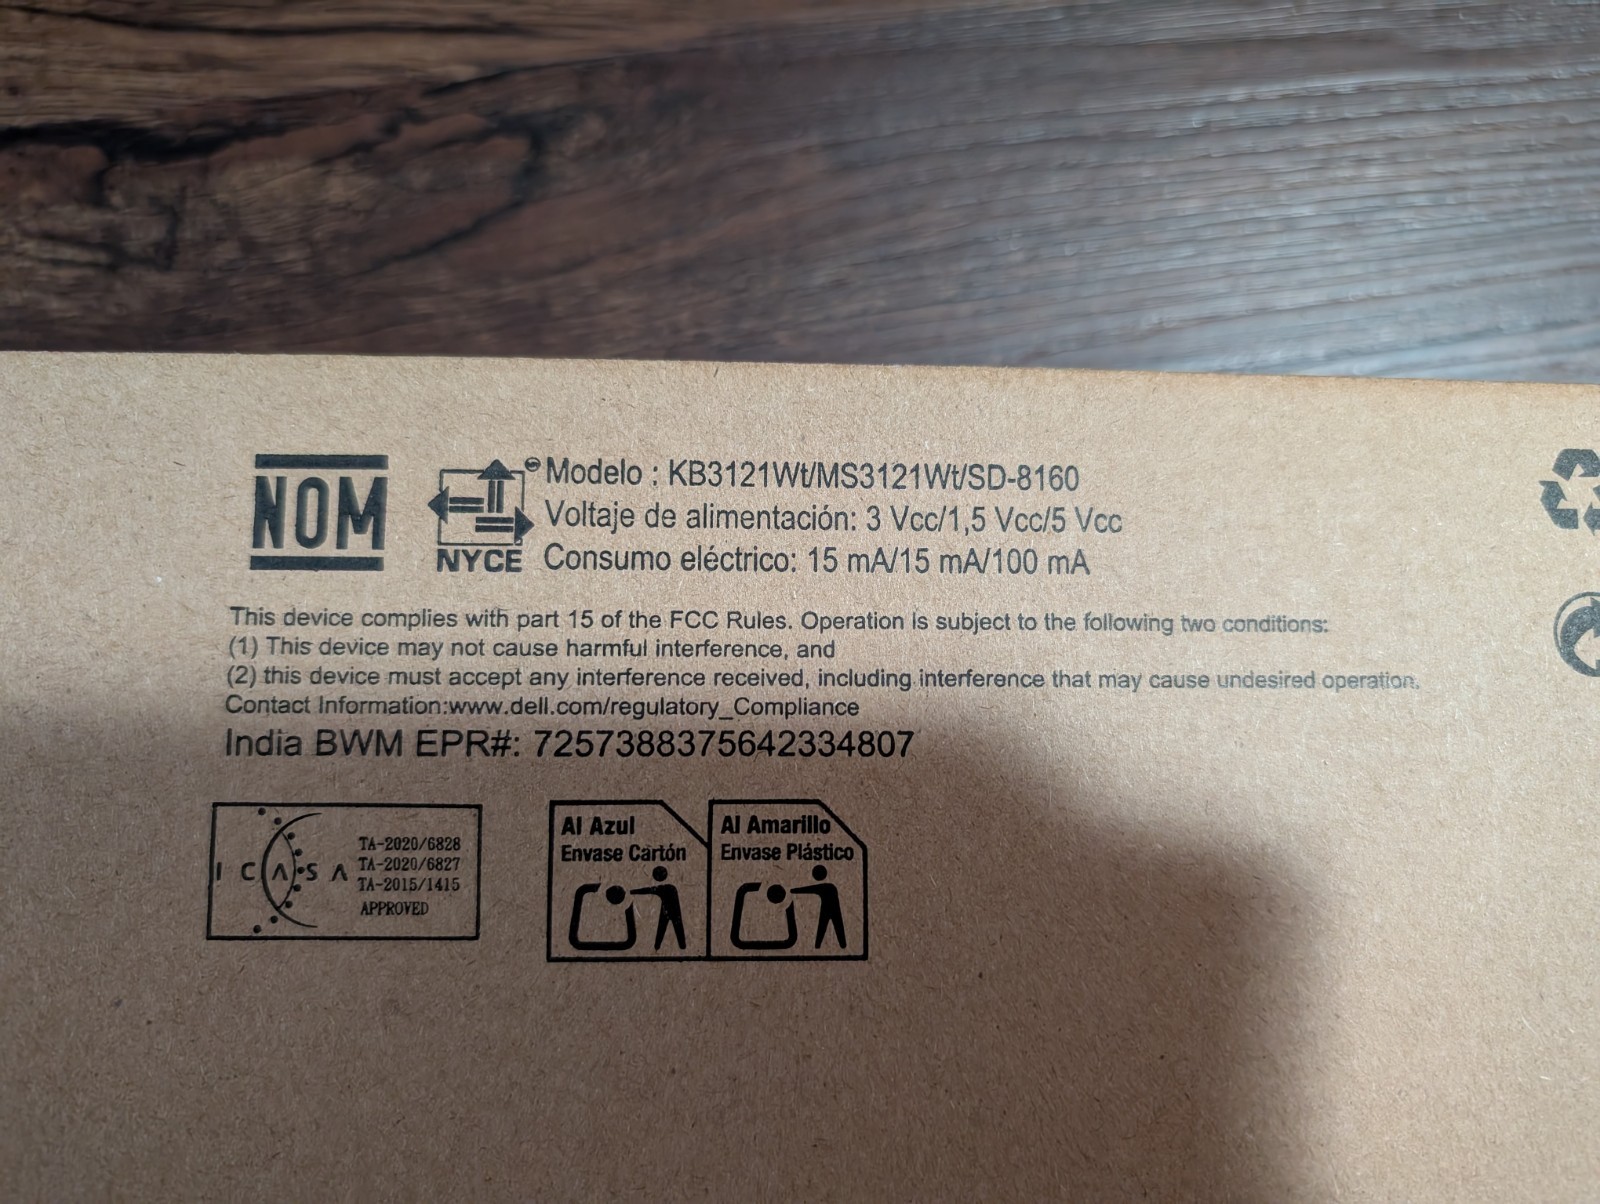 NOM
NYCE
Modelo : KB3121Wt/MS3121Wt/SD-8160
Voltaje de alimentación: 3 Vcc/1,5 Vcc/5 Vcc
Consumo eléctrico: 15 mA/15 mA/100 mA
This device complies with part 15 of the FCC Rules. Operation is subject to the following two conditions:
(1) This device may not cause harmful interference, and
(2) this device must accept any interference received, including interference that may cause undesired operation.
Contact Information:www.dell.com/regulatory_Compliance
India BWM EPR#: 7257388375642334807
ICASA
TA-2020/6828
TA-2020/6827
TA-2015/1415
APPROVED
Al Azul
Envase Cartón
Al Amarillo
Envase Plástico